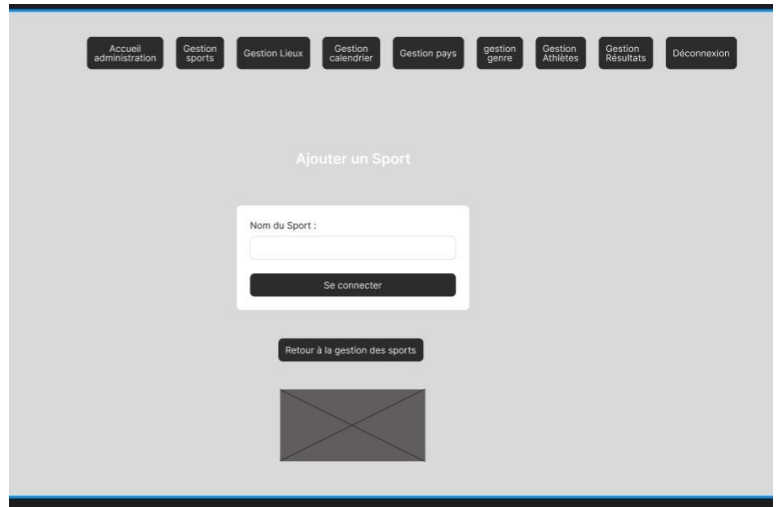 Accueil
administration
Gestion
sports
Gestion Lieux
Gestion
calendrier
Gestion pays
gestion
genre
Gestion
Athlètes
Gestion
Résultats
Déconnexion
Ajouter un Sport
Nom du Sport :
Se connecter
Retour à la gestion des sports